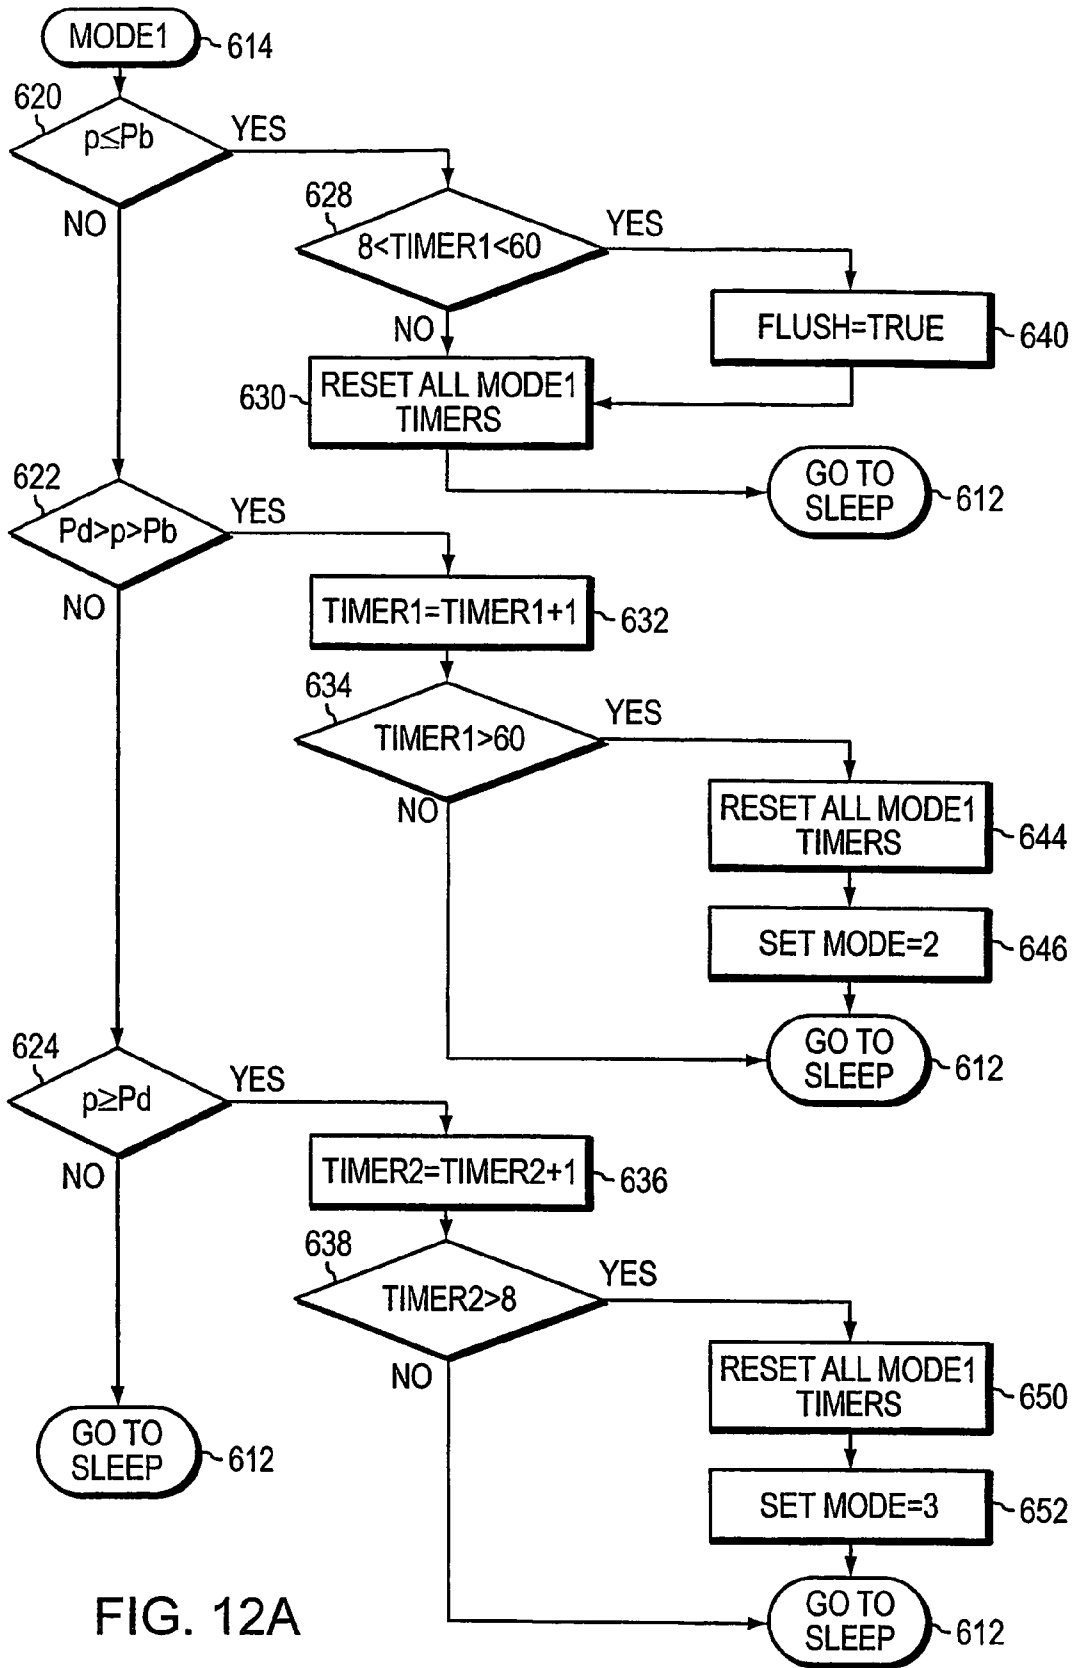 MODE1
614
620
p≤Pb
YES
NO
628
8<TIMER1<60
YES
NO
FLUSH=TRUE
640
630
RESET ALL MODE1
TIMERS
GO TO
SLEEP
612
622
Pd>p>Pb
YES
NO
TIMER1=TIMER1+1
632
634
TIMER1>60
YES
NO
RESET ALL MODE1
TIMERS
644
SET MODE=2
646
GO TO
SLEEP
612
624
p≥Pd
YES
NO
TIMER2=TIMER2+1
636
638
TIMER2>8
YES
NO
RESET ALL MODE1
TIMERS
650
GO TO
SLEEP
612
SET MODE=3
652
GO TO
SLEEP
612
FIG. 12A